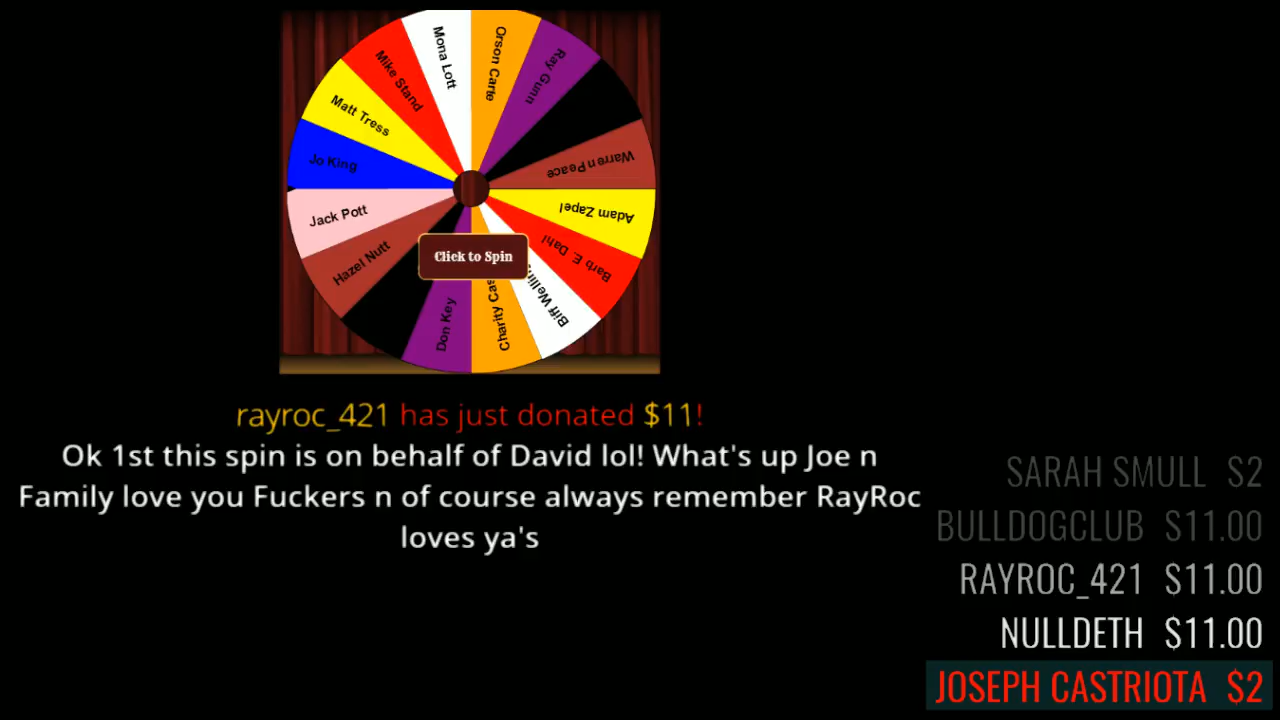 Mona Lott
Orson Carte
Ray Gunn
Mike Stand
Matt Tress
Jo King
Warren Peace
Jack Pott
Adam Zapel
Hazel Nutt
Barb E. Dahl
Click to Spin
Don Key
Charity
Biff
rayroc_421 has just donated $11!
Ok 1st this spin is on behalf of David lol! What's up Joe n
Family love you Fuckers n of course always remember RayRoc
loves ya's
SARAH SMULL $2
BULLDOGCLUB $11.00
RAYROC_421 $11.00
NULLDETH $11.00
JOSEPH CASTRIOTA $2